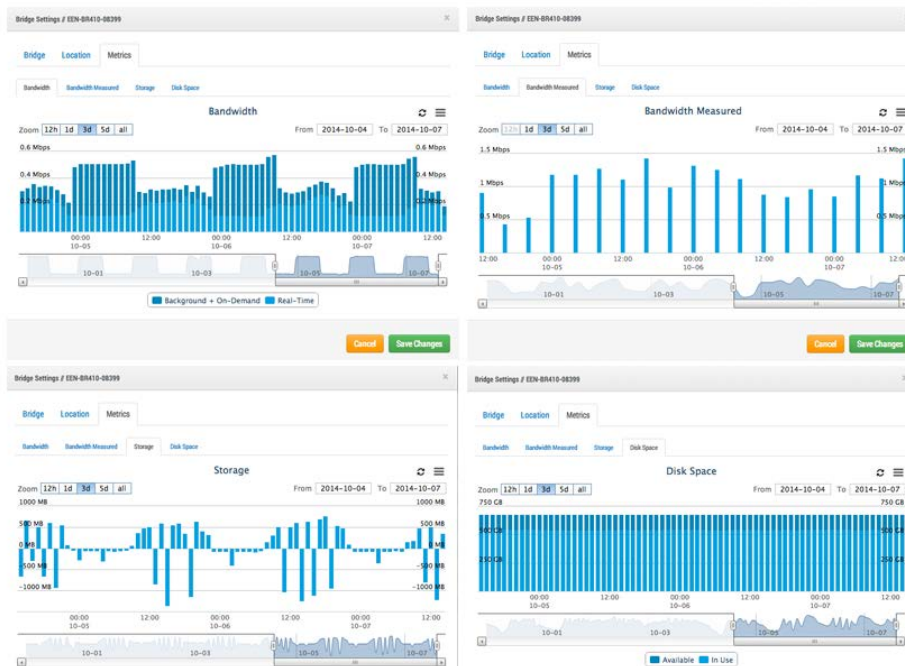 Bridge Settings // EEN-BR410-08399 ×
Bridge Location Metrics
Bandwidth Bandwidth Measured Storage Disk Space
Bandwidth
Zoom 12h 1d 3d 5d all From 2014-10-04 To 2014-10-07
0.6 Mbps 0.6 Mbps
0.4 Mbps 0.4 Mbps
0.2 Mbps 0.2 Mbps
00:00 12:00 00:00 12:00 00:00 12:00
10-05 10-06 10-07
10-01 10-03 10-05 10-07
Background + On-Demand Real-Time
Cancel Save Changes
Bridge Settings // EEN-BR410-08399
Bridge Location Metrics
Bandwidth Bandwidth Measured Storage Disk Space
Bandwidth Measured
Zoom 12h 1d 3d 5d all From 2014-10-04 To 2014-10-07
1.5 Mbps 1.5 Mbps
1 Mbps 1 Mbps
0.5 Mbps 0.5 Mbps
12:00 00:00 12:00 00:00 12:00 00:00 12:00
10-05 10-06 10-07
10-01 10-03 10-05 10-07
Cancel Save Changes
Bridge Settings // EEN-BR410-08399 ×
Bridge Location Metrics
Bandwidth Bandwidth Measured Storage Disk Space
Storage
Zoom 12h 1d 3d 5d all From 2014-10-04 To 2014-10-07
1000 MB 1000 MB
500 MB 500 MB
0 MB 0 MB
-500 MB -500 MB
-1000 MB -1000 MB
00:00 12:00 00:00 12:00 00:00 12:00
10-05 10-06 10-07
10-01 10-03 10-05 10-07
Bridge Settings // EEN-BR410-08399
Bridge Location Metrics
Bandwidth Bandwidth Measured Storage Disk Space
Disk Space
Zoom 12h 1d 3d 5d all From 2014-10-04 To 2014-10-07
750 GB 750 GB
500 GB 500 GB
250 GB 250 GB
00:00 12:00 00:00 12:00 00:00 12:00
10-05 10-06 10-07
10-01 10-03 10-05 10-07
Available In Use